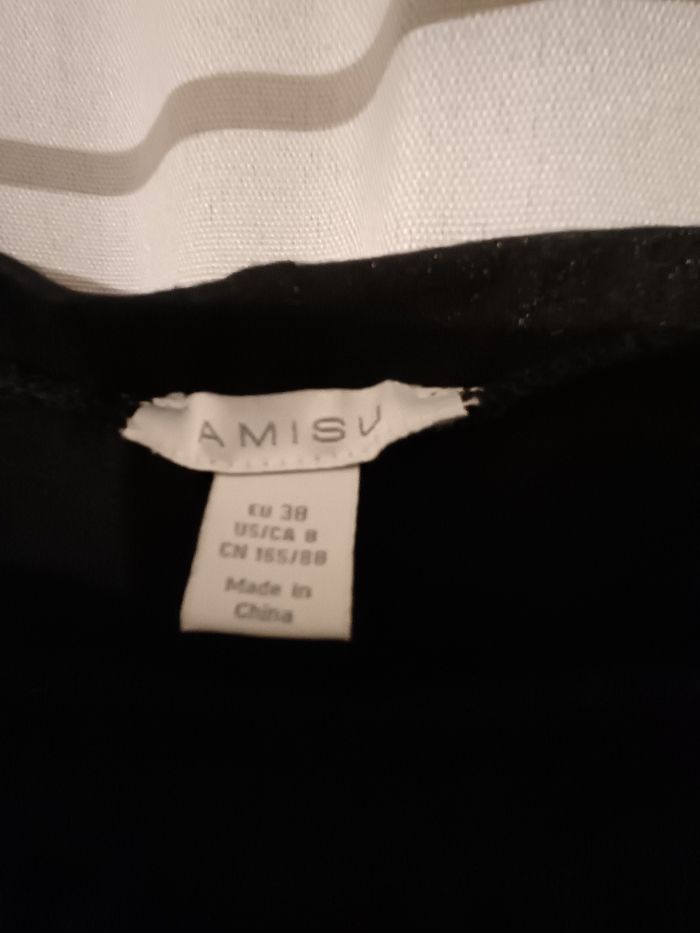 AMISU
EU 38
US/CA 8
CN 165/88
Made in
China